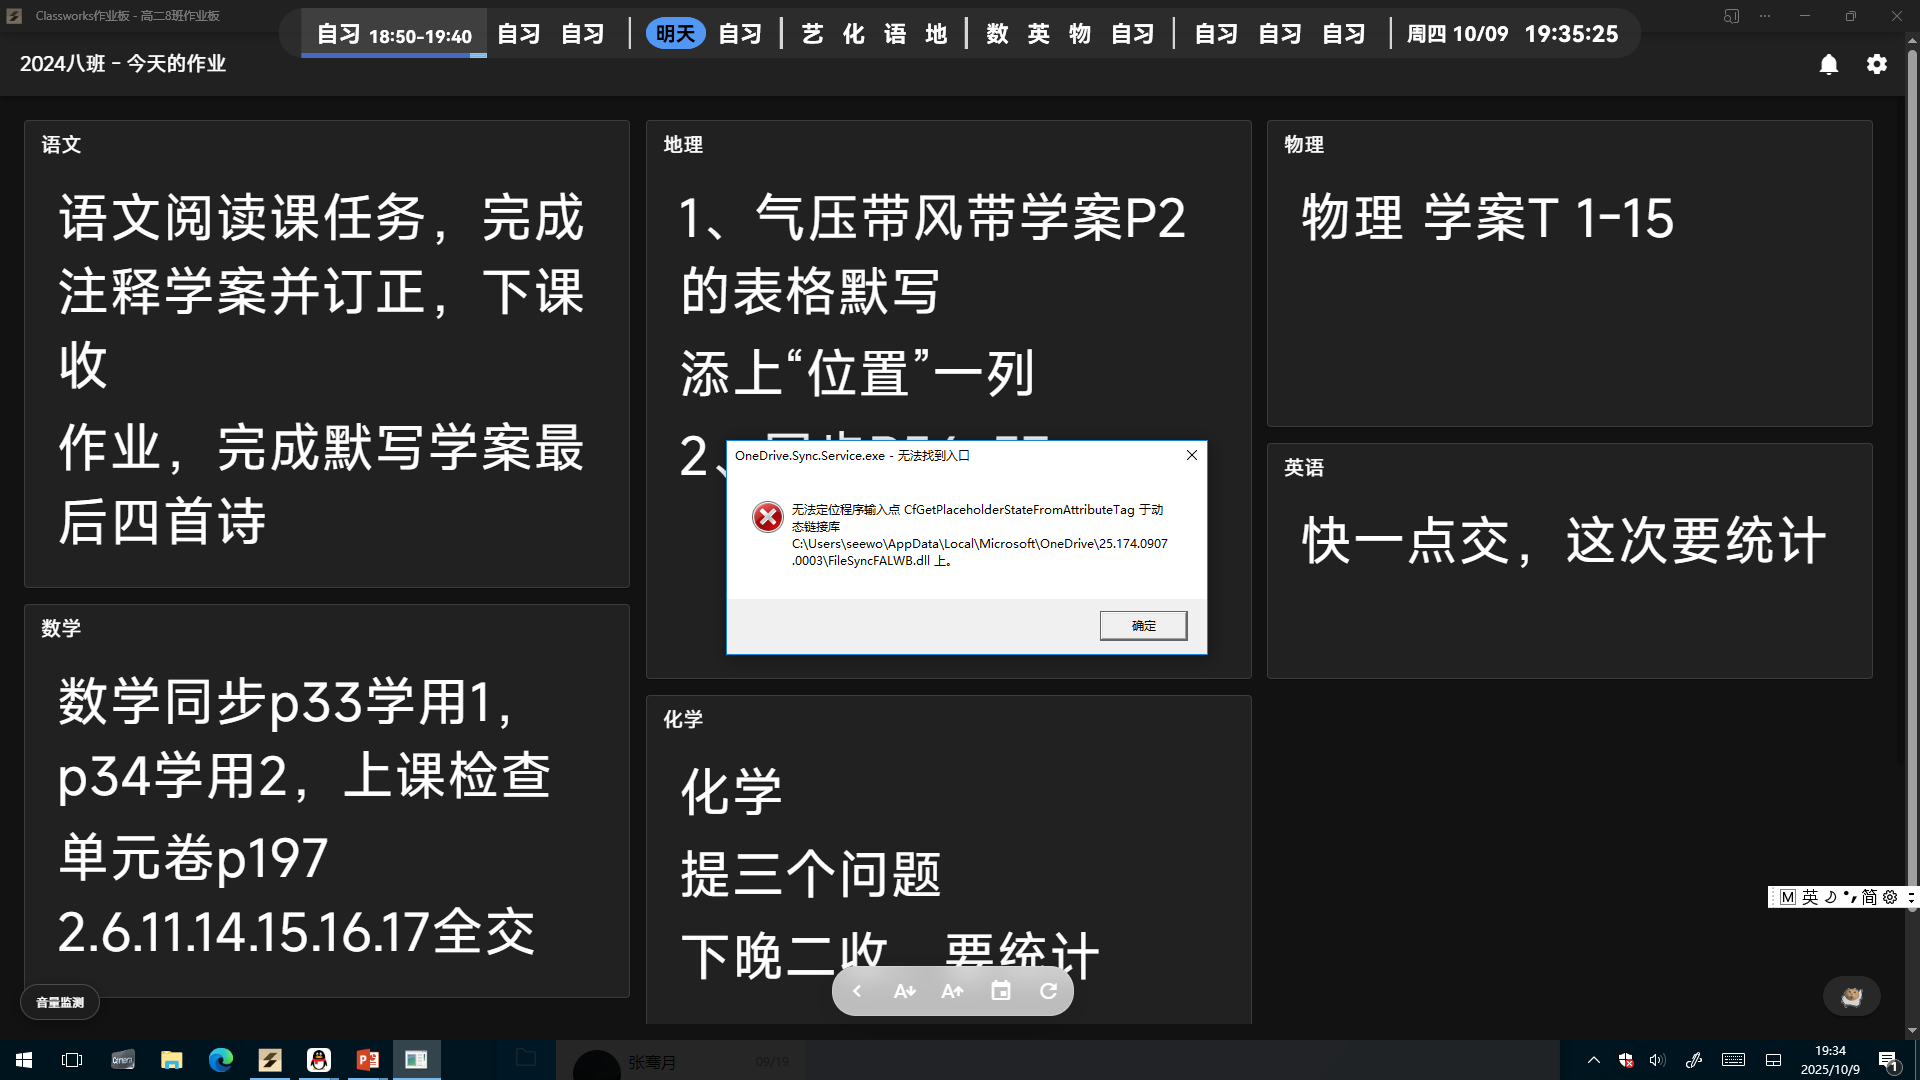 Classworks作业板 - 高二8班作业板
自习 18:50-19:40 自习 自习 | 明天 自习 | 艺 化 语 地 | 数 英 物 自习 | 自习 自习 自习 | 周四 10/09 19:35:25
2024八班 - 今天的作业
语文
语文阅读课任务，完成
注释学案并订正，下课
收
作业，完成默写学案最
后四首诗
数学
数学同步p33学用1，
p34学用2，上课检查
单元卷p197
2.6.11.14.15.16.17全交
地理
1、气压带风带学案P2
的表格默写
添上“位置”一列
2、
OneDrive.Sync.Service.exe - 无法找到入口
无法定位程序输入点 CfGetPlaceholderStateFromAttributeTag 于动
态链接库
C:\Users\seewo\AppData\Local\Microsoft\OneDrive\25.174.0907
.0003\FileSyncFALWB.dll 上。
确定
化学
化学
提三个问题
下晚二收 要统计
物理
物理 学案T 1-15
英语
快一点交，这次要统计
M 英 简
音量监测
A A
camera
张骞月 09/19
19:34
2025/10/9
1